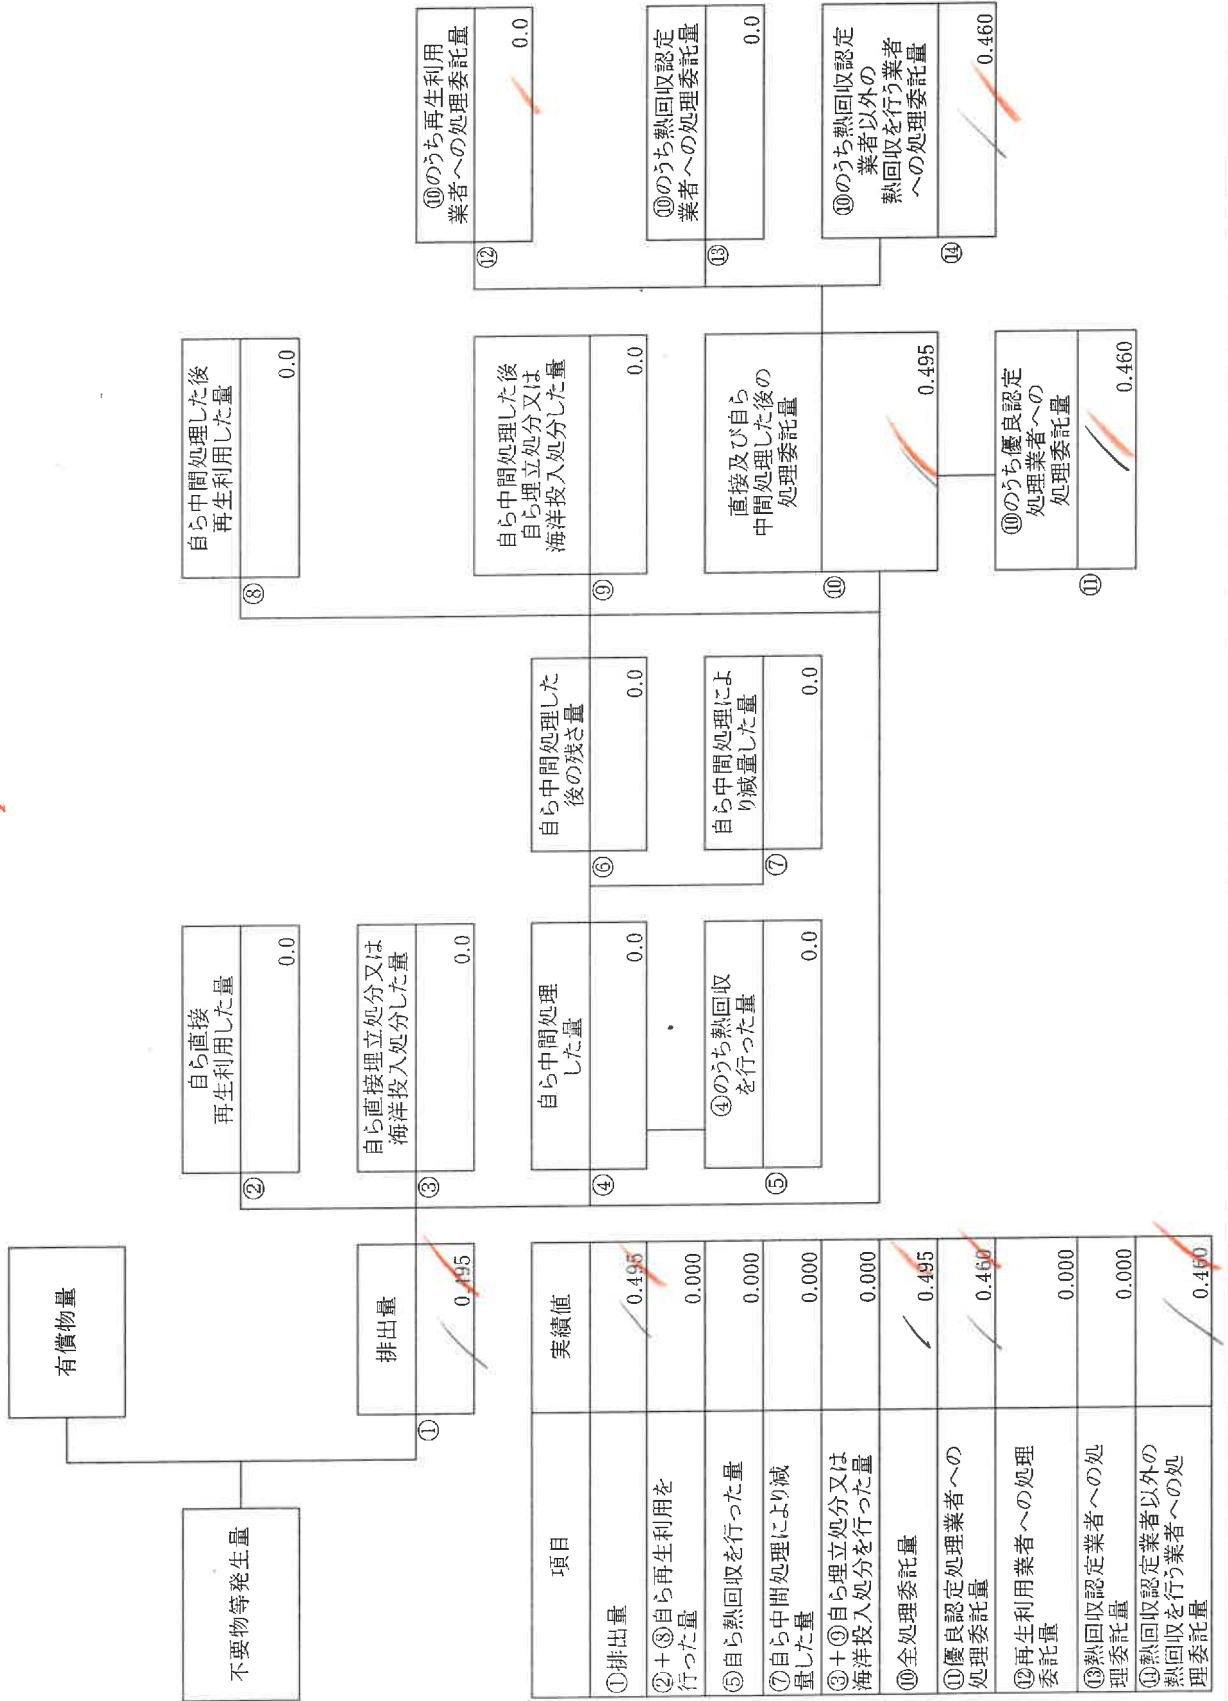 有償物量
不要物等発生量
排出量
①
0.495
自ら直接
再生利用した量
②
0.0
自ら直接埋立処分又は
海洋投入処分した量
③
0.0
自ら中間処理
した量
④
0.0
④のうち熱回収
を行った量
⑤
0.0
自ら中間処理した
後の残さ量
⑥
0.0
自ら中間処理によ
り減量した量
⑦
0.0
自ら中間処理した後
再生利用した量
⑧
0.0
自ら中間処理した後
自ら埋立処分又は
海洋投入処分した量
⑨
0.0
直接及び自ら
中間処理した後の
処理委託量
⑩
0.495
⑩のうち優良認定
処理業者への
処理委託量
⑪
0.460
⑩のうち再生利用
業者への処理委託量
⑫
0.0
⑩のうち熱回収認定
業者への処理委託量
⑬
0.0
⑩のうち熱回収認定
業者以外の
熱回収を行う業者
への処理委託量
⑭
0.460
項目 実績値
①排出量 0.495
②+⑧自ら再生利用を
行った量 0.000
⑤自ら熱回収を行った量 0.000
⑦自ら中間処理により減
量した量 0.000
③+⑨自ら埋立処分又は
海洋投入処分を行った量 0.000
⑩全処理委託量 0.495
⑪優良認定処理業者への
処理委託量 0.460
⑫再生利用業者への処理
委託量 0.000
⑬熱回収認定業者への処
理委託量 0.000
⑭熱回収認定業者以外の
熱回収を行う業者への処
理委託量 0.460